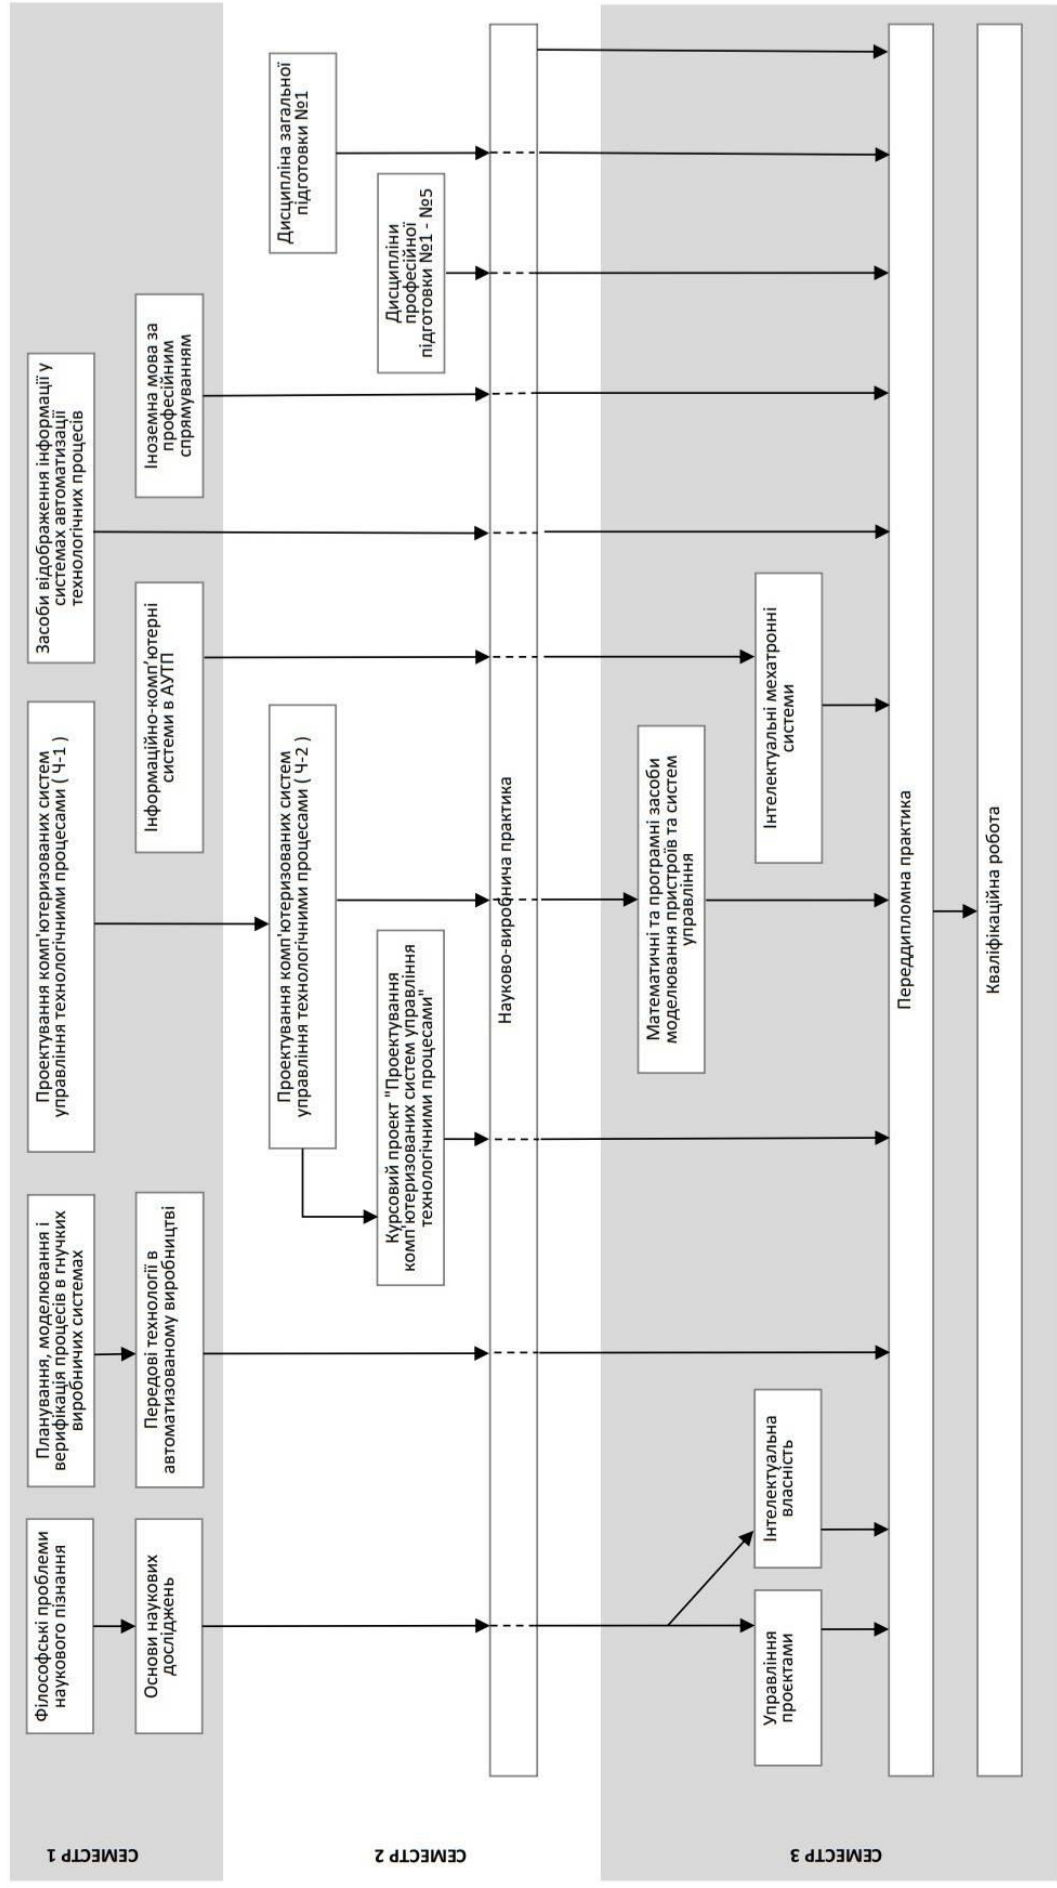 СЕМЕСТР 1
Філософські проблеми
наукового пізнання
Планування, моделювання і
верифікація процесів в гнучких
виробничих системах
Проектування комп'ютеризованих систем
управління технологічними процесами ( Ч-1 )
Засоби відображення інформації у
системах автоматизації
технологічних процесів
Основи наукових
досліджень
Передові технології в
автоматизованому виробництві
Інформаційно-комп'ютерні
системи в АУТП
Іноземна мова за
професійним
спрямуванням
СЕМЕСТР 2
Проектування комп'ютеризованих систем
управління технологічними процесами ( Ч-2 )
Дисципліна загальної
підготовки №1
Курсовий проект "Проектування
комп'ютеризованих систем управління
технологічними процесами"
Дисципліни
професійної
підготовки №1 - №5
Науково-виробнича практика
СЕМЕСТР 3
Математичні та програмні засоби
моделювання пристроїв та систем
управління
Управління
проєктами
Інтелектуальна
власність
Інтелектуальні мехатронні
системи
Переддипломна практика
Кваліфікаційна робота